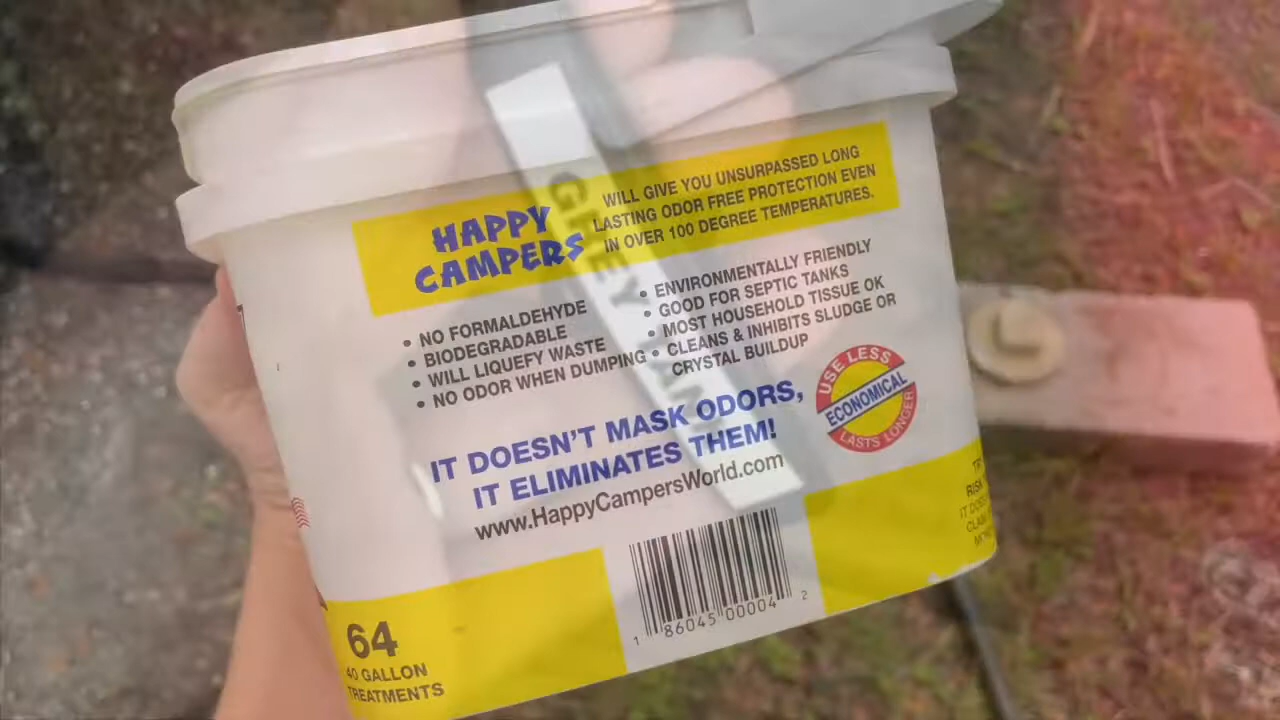 HAPPY
CAMPERS
WILL GIVE YOU UNSURPASSED LONG
LASTING ODOR FREE PROTECTION EVEN
IN OVER 100 DEGREE TEMPERATURES.
• NO FORMALDEHYDE
• BIODEGRADABLE
• WILL LIQUEFY WASTE
• NO ODOR WHEN DUMPING
• ENVIRONMENTALLY FRIENDLY
• GOOD FOR SEPTIC TANKS
• MOST HOUSEHOLD TISSUE OK
• CLEANS & INHIBITS SLUDGE OR
CRYSTAL BUILDUP
GREY TANK
IT DOESN'T MASK ODORS,
IT ELIMINATES THEM!
www.HappyCampersWorld.com
USE LESS
ECONOMICAL
LASTS LONGER
1 86045 00004 2
64
40 GALLON
TREATMENTS
RISK